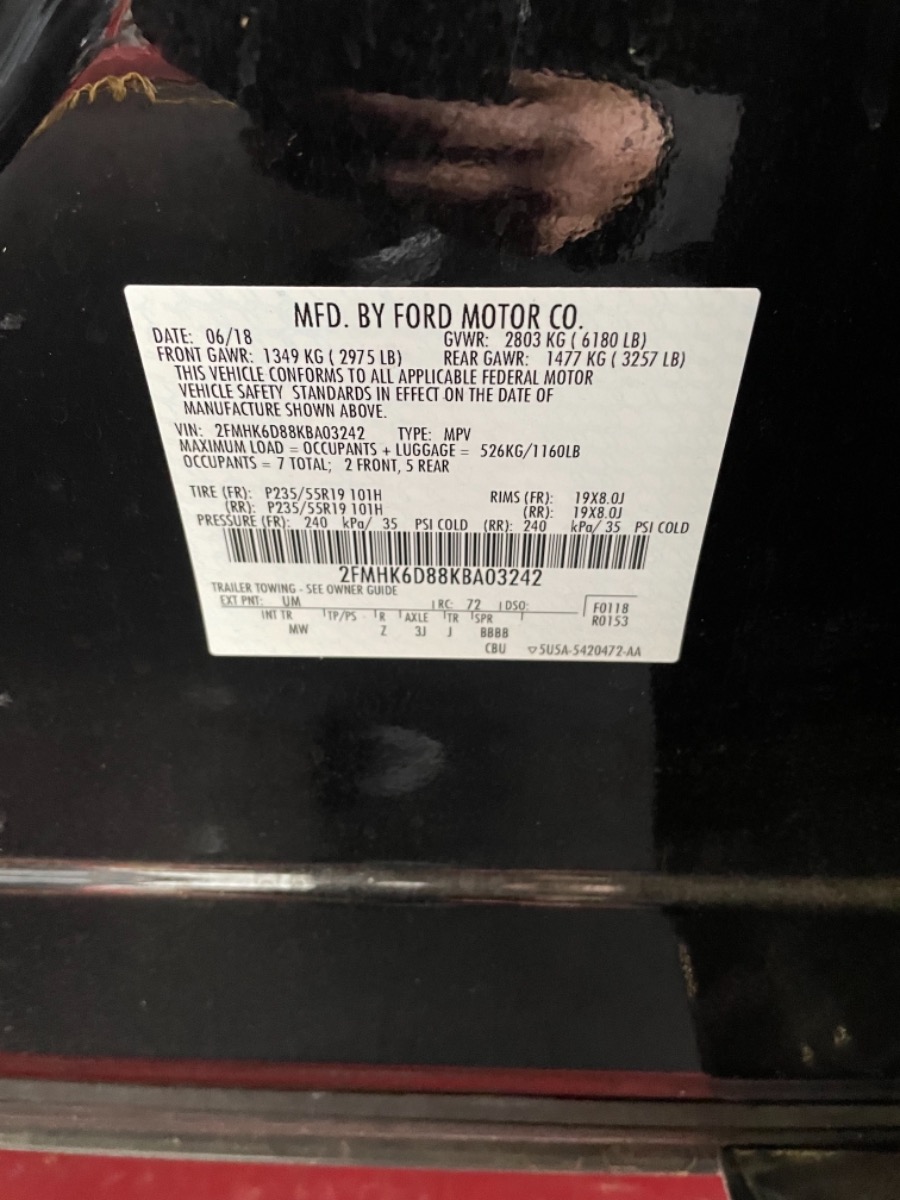 MFD. BY FORD MOTOR CO.
DATE: 06/18 GVWR: 2803 KG ( 6180 LB)
FRONT GAWR: 1349 KG ( 2975 LB) REAR GAWR: 1477 KG ( 3257 LB)
THIS VEHICLE CONFORMS TO ALL APPLICABLE FEDERAL MOTOR
VEHICLE SAFETY STANDARDS IN EFFECT ON THE DATE OF
MANUFACTURE SHOWN ABOVE.
VIN: 2FMHK6D88KBA03242 TYPE: MPV
MAXIMUM LOAD = OCCUPANTS + LUGGAGE = 526KG/1160LB
OCCUPANTS = 7 TOTAL; 2 FRONT, 5 REAR
TIRE (FR): P235/55R19 101H RIMS (FR): 19X8.0J
(RR): P235/55R19 101H (RR): 19X8.0J
PRESSURE (FR): 240 kPa/ 35 PSI COLD (RR): 240 kPa/ 35 PSI COLD
2FMHK6D88KBA03242
TRAILER TOWING - SEE OWNER GUIDE
EXT PNT: UM RC: 72 DSO: F0118
R0153
INT TR TP/PS R AXLE TR SPR
MW Z 3J J BBBB
CBU ▽5U5A-5420472-AA